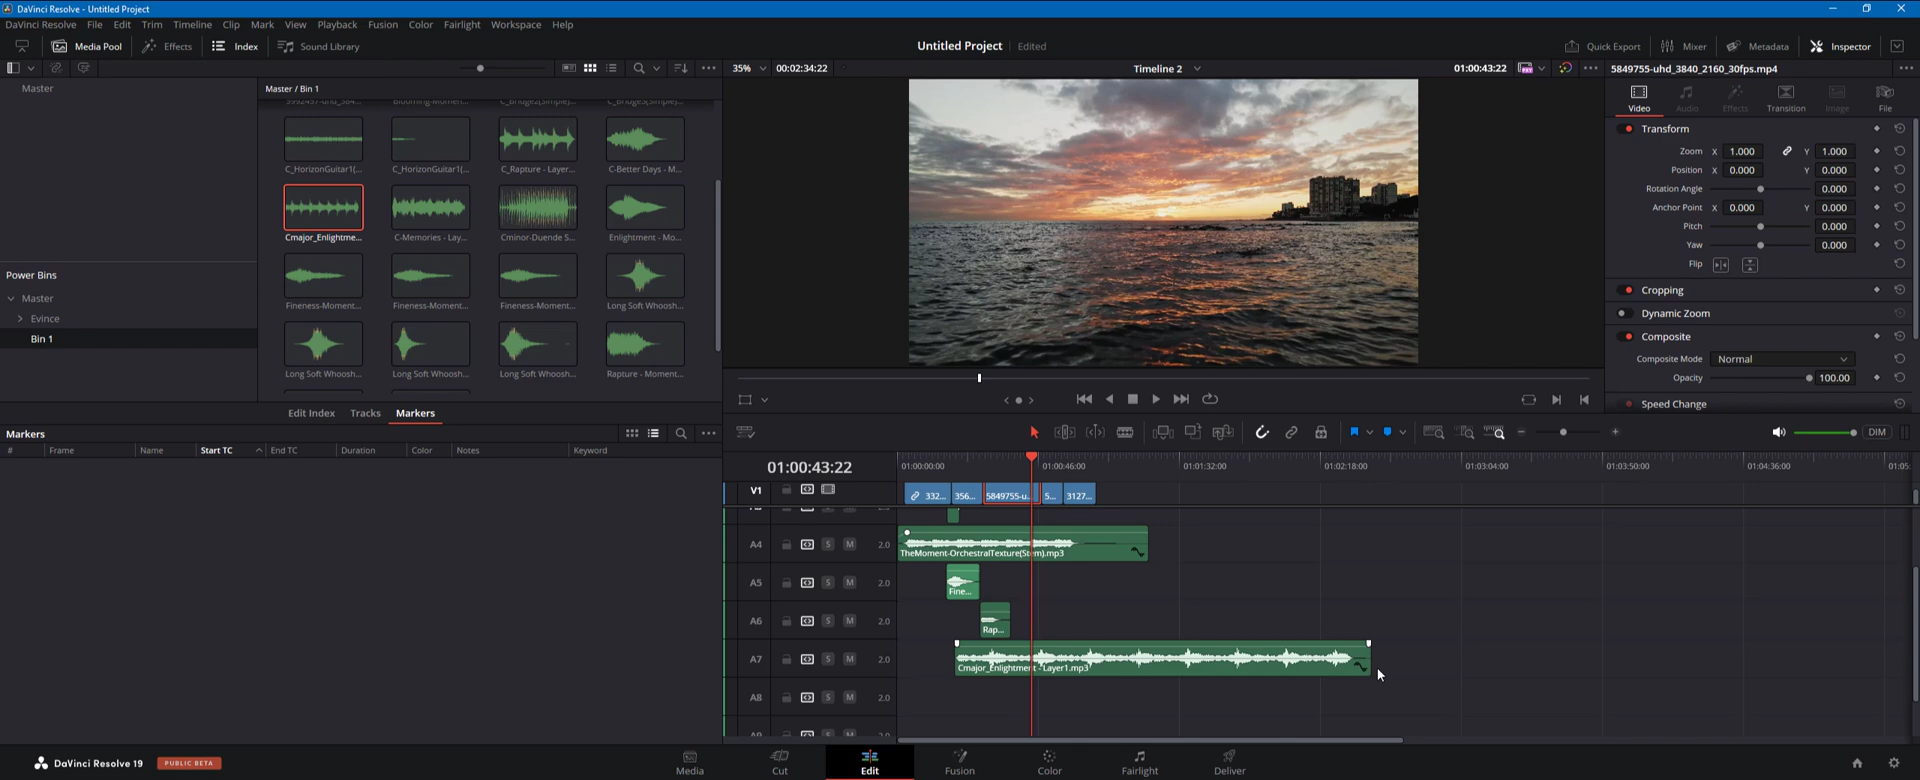 DaVinci Resolve - Untitled Project
DaVinci Resolve File Edit Trim Timeline Clip Mark View Playback Fusion Color Fairlight Workspace Help
Media Pool Effects Index Sound Library
Untitled Project Edited
Quick Export Mixer Metadata Inspector
35% 00:02:34:22 Timeline 2 01:00:43:22
5849755-uhd_3840_2160_30fps.mp4
Master
Master / Bin 1
C_HorizonGuitar1(... C_HorizonGuitar1(... C_Rapture - Layer... C-Better Days - M...
Cmajor_Enlightme... C-Memories - Lay... Cminor-Duende S... Enlightment - Mo...
Fineness-Moment... Fineness-Moment... Fineness-Moment... Long Soft Whoosh...
Long Soft Whoosh... Long Soft Whoosh... Long Soft Whoosh... Rapture - Moment...
Power Bins
Master
Evince
Bin 1
Video Audio Effects Transition Image File
Transform
Zoom X 1.000 Y 1.000
Position X 0.000 Y 0.000
Rotation Angle 0.000
Anchor Point X 0.000 Y 0.000
Pitch 0.000
Yaw 0.000
Flip
Cropping
Dynamic Zoom
Composite
Composite Mode Normal
Opacity 100.00
Speed Change
Edit Index Tracks Markers
Markers
# Frame Name Start TC End TC Duration Color Notes Keyword
DIM
01:00:43:22
01:00:00:00 01:00:46:00 01:01:32:00 01:02:18:00 01:03:04:00 01:03:50:00 01:04:36:00 01:05:
V1 332... 356... 5849755-u... 5... 3127...
A4 S M 2.0 TheMoment-OrchestralTexture(Stem).mp3
A5 S M 2.0 Fine...
A6 S M 2.0 Rap...
A7 S M 2.0 Cmajor_Enlightment - Layer1.mp3
A8 S M 2.0
DaVinci Resolve 19 PUBLIC BETA
Media Cut Edit Fusion Color Fairlight Deliver